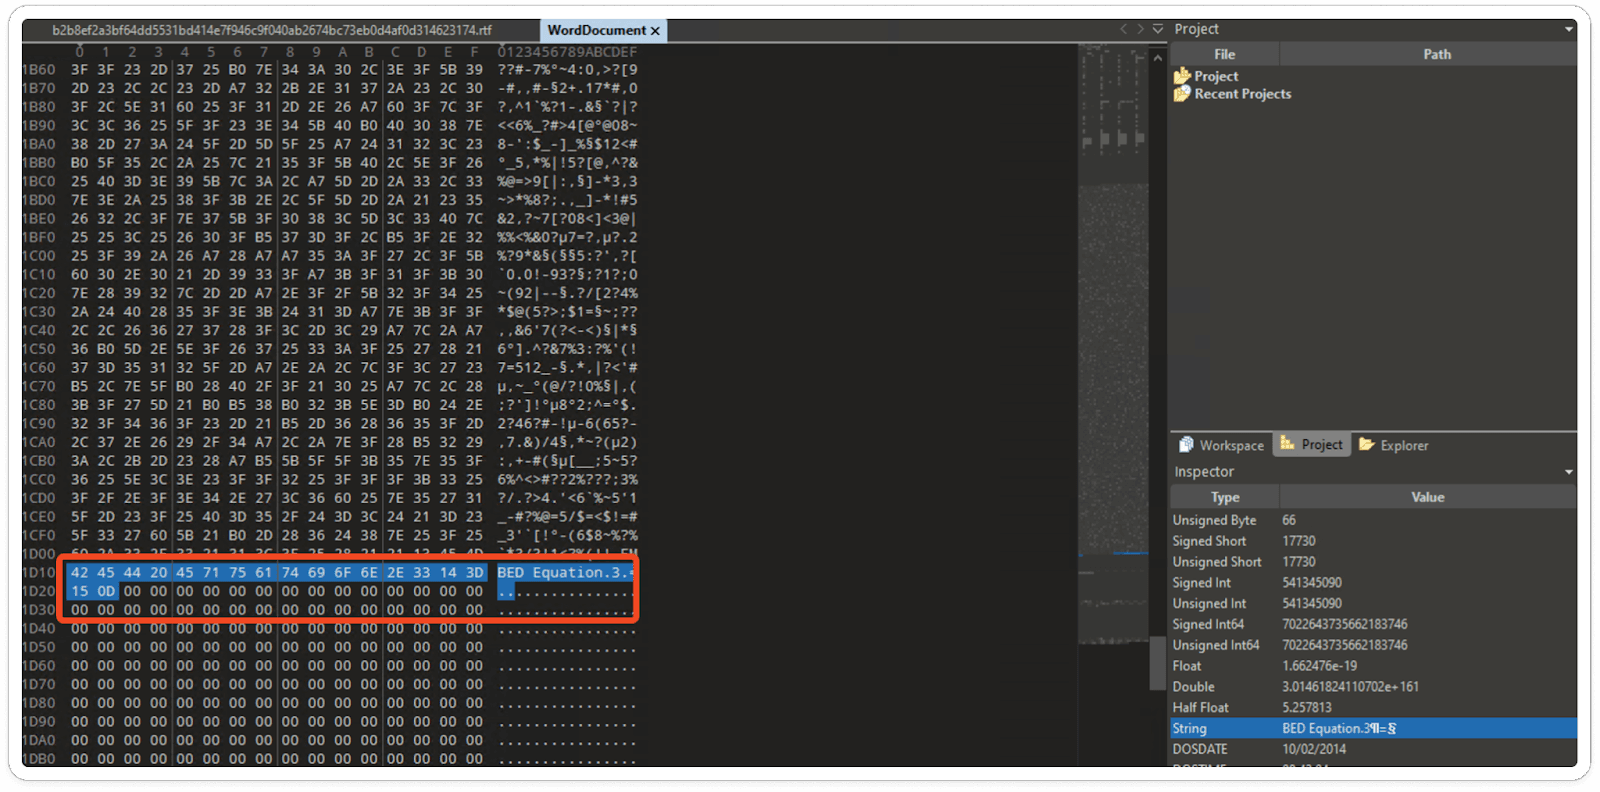 b2b8ef2a3bf64dd5531bd414e7f946c9f040ab2674bc73eb0d4af0d314623174.rtf
WordDocument ×
0 1 2 3 4 5 6 7 8 9 A B C D E F 0123456789ABCDEF
1B60 3F 3F 23 2D 37 25 B0 7E 34 3A 30 2C 3E 3F 5B 39 ??#-7%°~4:0,>?[9
1B70 2D 23 2C 2C 23 2D A7 32 2B 2E 31 37 2A 23 2C 30 -#,,#-§2+.17*#,0
1B80 3F 2C 5E 31 60 25 3F 31 2D 2E 26 A7 60 3F 7C 3F ?,^1`%?1-.&§`?|?
1B90 3C 3C 36 25 5F 3F 23 3E 34 5B 40 B0 40 30 38 7E <<6%_?#>4[@°@08~
1BA0 38 2D 27 3A 24 5F 2D 5D 5F 25 A7 24 31 32 3C 23 8-':$_-]_%§$12<#
1BB0 B0 5F 35 2C 2A 25 7C 21 35 3F 5B 40 2C 5E 3F 26 °_5,*%|!5?[@,^?&
1BC0 25 40 3D 3E 39 5B 7C 3A 2C A7 5D 2D 2A 33 2C 33 %@=>9[|:,§]-*3,3
1BD0 7E 3E 2A 25 38 3F 3B 2E 2C 5F 5D 2D 2A 21 23 35 ~>*%8?;.,_]-*!#5
1BE0 26 32 2C 3F 7E 37 5B 3F 30 38 3C 5D 3C 33 40 7C &2,?~7[?08<]<3@|
1BF0 25 25 3C 25 26 30 3F B5 37 3D 3F 2C B5 3F 2E 32 %%<%&0?µ7=?,µ?.2
1C00 25 3F 39 2A 26 A7 28 A7 A7 35 3A 3F 27 2C 3F 5B %?9*&§(§§5:?',?[
1C10 60 30 2E 30 21 2D 39 33 3F A7 3B 3F 31 3F 3B 30 `0.0!-93?§;?1?;0
1C20 7E 28 39 32 7C 2D 2D A7 2E 3F 2F 5B 32 3F 34 25 ~(92|--§.?/[2?4%
1C30 2A 24 40 28 35 3F 3E 3B 24 31 3D A7 7E 3B 3F 3F *$@(5?>;$1=§~;??
1C40 2C 2C 26 36 27 37 28 3F 3C 2D 3C 29 A7 7C 2A A7 ,,&6'7(?<-<)§|*§
1C50 36 B0 5D 2E 5E 3F 26 37 25 33 3A 3F 25 27 28 21 6°].^?&7%3:?%'(!
1C60 37 3D 35 31 32 5F 2D A7 2E 2A 2C 7C 3F 3C 27 23 7=512_-§.*,|?<'#
1C70 B5 2C 7E 5F B0 28 40 2F 3F 21 30 25 A7 7C 2C 28 µ,~_°(@/?!0%§|,(
1C80 3B 3F 27 5D 21 B0 B5 38 B0 32 3B 5E 3D B0 24 2E ;?']!°µ8°2;^=°$.
1C90 32 3F 34 36 3F 23 2D 21 B5 2D 36 28 36 35 3F 2D 2?46?#-!µ-6(65?-
1CA0 2C 37 2E 26 29 2F 34 A7 2C 2A 7E 3F 28 B5 32 29 ,7.&)/4§,*~?(µ2)
1CB0 3A 2C 2B 2D 23 28 A7 B5 5B 5F 5F 3B 35 7E 35 3F :,+-#(§µ[__;5~5?
1CC0 36 25 5E 3C 3E 23 3F 3F 32 25 3F 3F 3F 3B 33 25 6%^<>#??2%???;3%
1CD0 3F 2F 2E 3F 3E 34 2E 27 3C 36 60 25 7E 35 27 31 ?/.?>4.'<6`%~5'1
1CE0 5F 2D 23 3F 25 40 3D 35 2F 24 3D 3C 24 21 3D 23 _-#?%@=5/$=<$!=#
1CF0 5F 33 27 60 5B 21 B0 2D 28 36 24 38 7E 25 3F 25 _3'`[!°-(6$8~%?%
1D00
1D10 42 45 44 20 45 71 75 61 74 69 6F 6E 2E 33 14 3D BED Equation.3.=
1D20 15 0D 00 00 00 00 00 00 00 00 00 00 00 00 00 00 ................
1D30 00 00 00 00 00 00 00 00 00 00 00 00 00 00 00 00 ................
1D40 00 00 00 00 00 00 00 00 00 00 00 00 00 00 00 00 ................
1D50 00 00 00 00 00 00 00 00 00 00 00 00 00 00 00 00 ................
1D60 00 00 00 00 00 00 00 00 00 00 00 00 00 00 00 00 ................
1D70 00 00 00 00 00 00 00 00 00 00 00 00 00 00 00 00 ................
1D80 00 00 00 00 00 00 00 00 00 00 00 00 00 00 00 00 ................
1D90 00 00 00 00 00 00 00 00 00 00 00 00 00 00 00 00 ................
1DA0 00 00 00 00 00 00 00 00 00 00 00 00 00 00 00 00 ................
1DB0 00 00 00 00 00 00 00 00 00 00 00 00 00 00 00 00 ................
Project
File Path
Project
Recent Projects
Workspace Project Explorer
Inspector
Type Value
Unsigned Byte 66
Signed Short 17730
Unsigned Short 17730
Signed Int 541345090
Unsigned Int 541345090
Signed Int64 7022643735662183746
Unsigned Int64 7022643735662183746
Float 1.662476e-19
Double 3.01461824110702e+161
Half Float 5.257813
String BED Equation.3¶=§
DOSDATE 10/02/2014